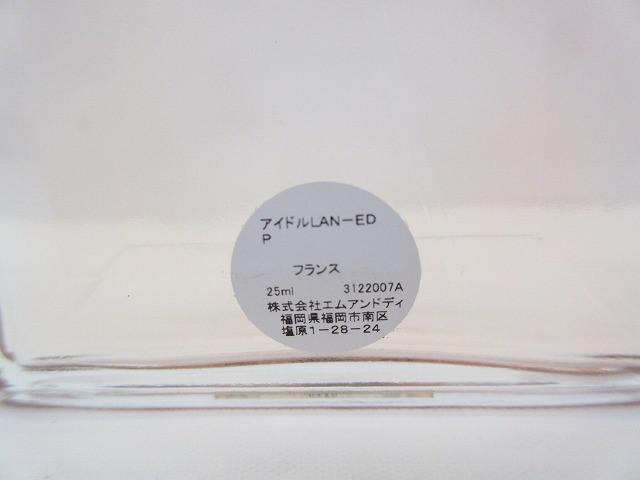 アイドルLAN－ED
P
フランス
25ml 3122007A
株式会社エムアンドディ
福岡県福岡市南区
塩原1－28－24